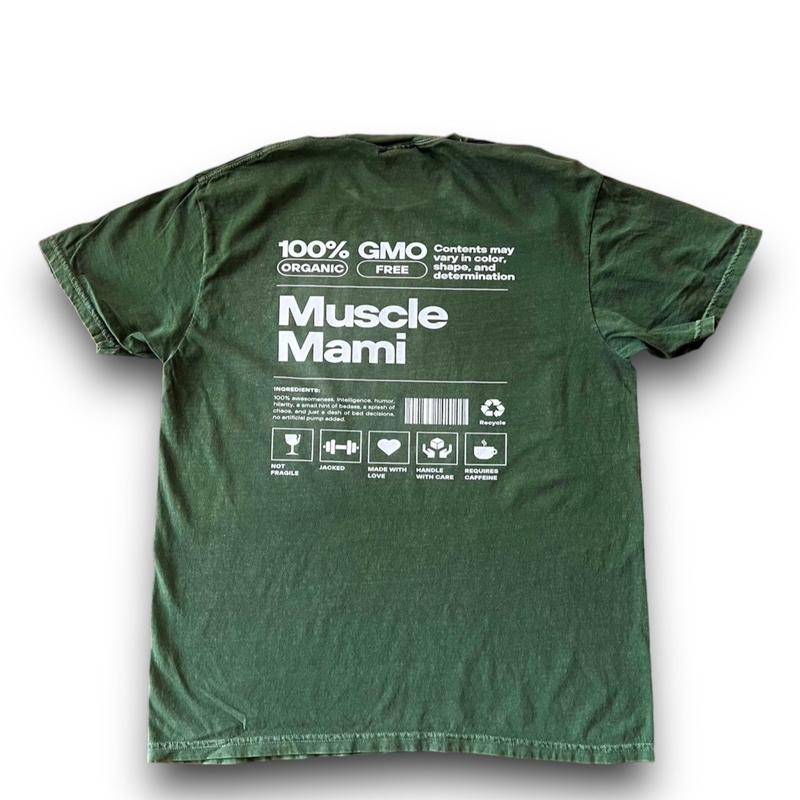 100% GMO
ORGANIC FREE
Contents may
vary in color,
shape, and
determination
Muscle
Mami
INGREDIENTS:
100% awesomeness, intelligence, humor,
hilarity, a small hint of badass, a splash of
chaos, and just a dash of bad decisions,
no artificial pump added.
Recycle
NOT
FRAGILE
JACKED
MADE WITH
LOVE
HANDLE
WITH CARE
REQUIRES
CAFFEINE